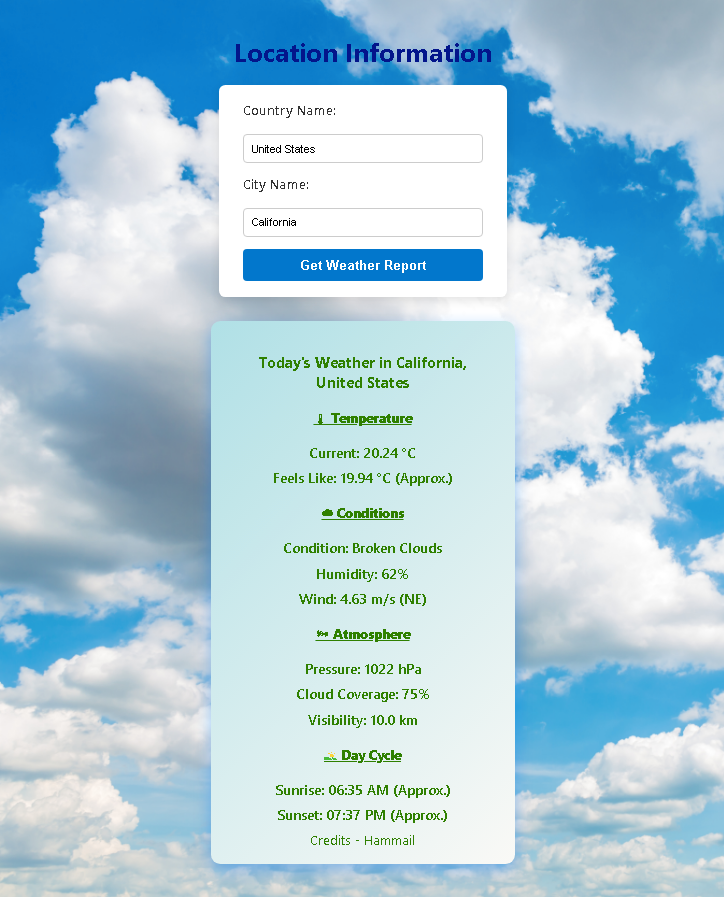 Location Information
Country Name:
United States
City Name:
California
Get Weather Report
Today's Weather in California,
United States
🌡 Temperature
Current: 20.24 °C
Feels Like: 19.94 °C (Approx.)
☁ Conditions
Condition: Broken Clouds
Humidity: 62%
Wind: 4.63 m/s (NE)
🌬 Atmosphere
Pressure: 1022 hPa
Cloud Coverage: 75%
Visibility: 10.0 km
🌅 Day Cycle
Sunrise: 06:35 AM (Approx.)
Sunset: 07:37 PM (Approx.)
Credits - Hammail